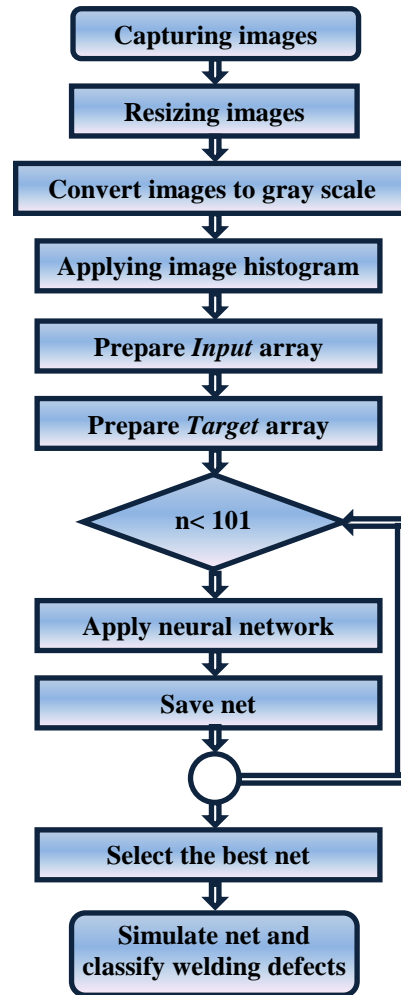 Capturing images
Resizing images
Convert images to gray scale
Applying image histogram
Prepare Input array
Prepare Target array
n< 101
Apply neural network
Save net
Select the best net
Simulate net and
classify welding defects